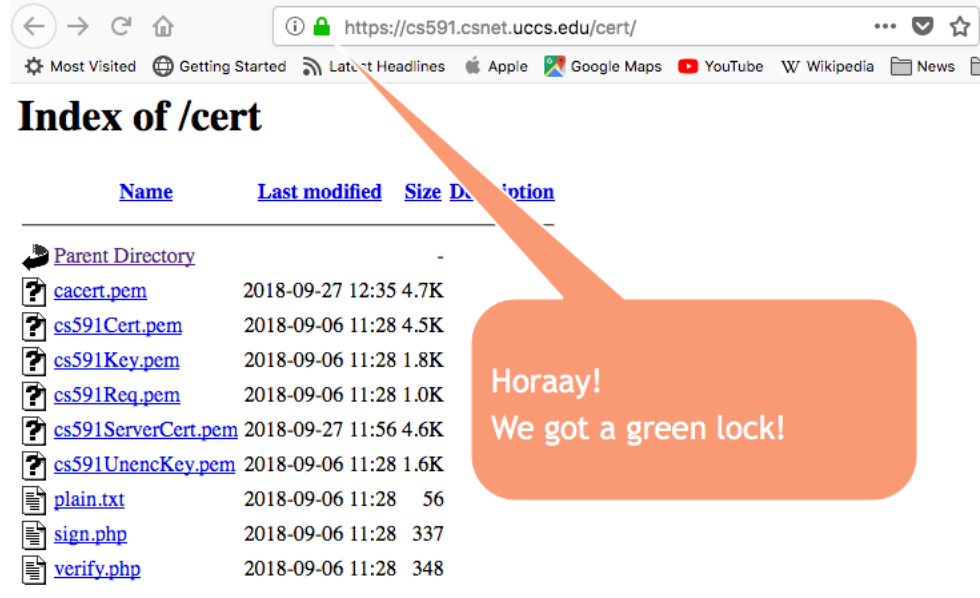 https://cs591.csnet.uccs.edu/cert/
Most Visited Getting Started Latest Headlines Apple Google Maps YouTube Wikipedia News
Index of /cert
Name Last modified Size Description
Parent Directory -
cacert.pem 2018-09-27 12:35 4.7K
cs591Cert.pem 2018-09-06 11:28 4.5K
cs591Key.pem 2018-09-06 11:28 1.8K
cs591Req.pem 2018-09-06 11:28 1.0K
cs591ServerCert.pem 2018-09-27 11:56 4.6K
cs591UnencKey.pem 2018-09-06 11:28 1.6K
plain.txt 2018-09-06 11:28 56
sign.php 2018-09-06 11:28 337
verify.php 2018-09-06 11:28 348
Horaay!
We got a green lock!